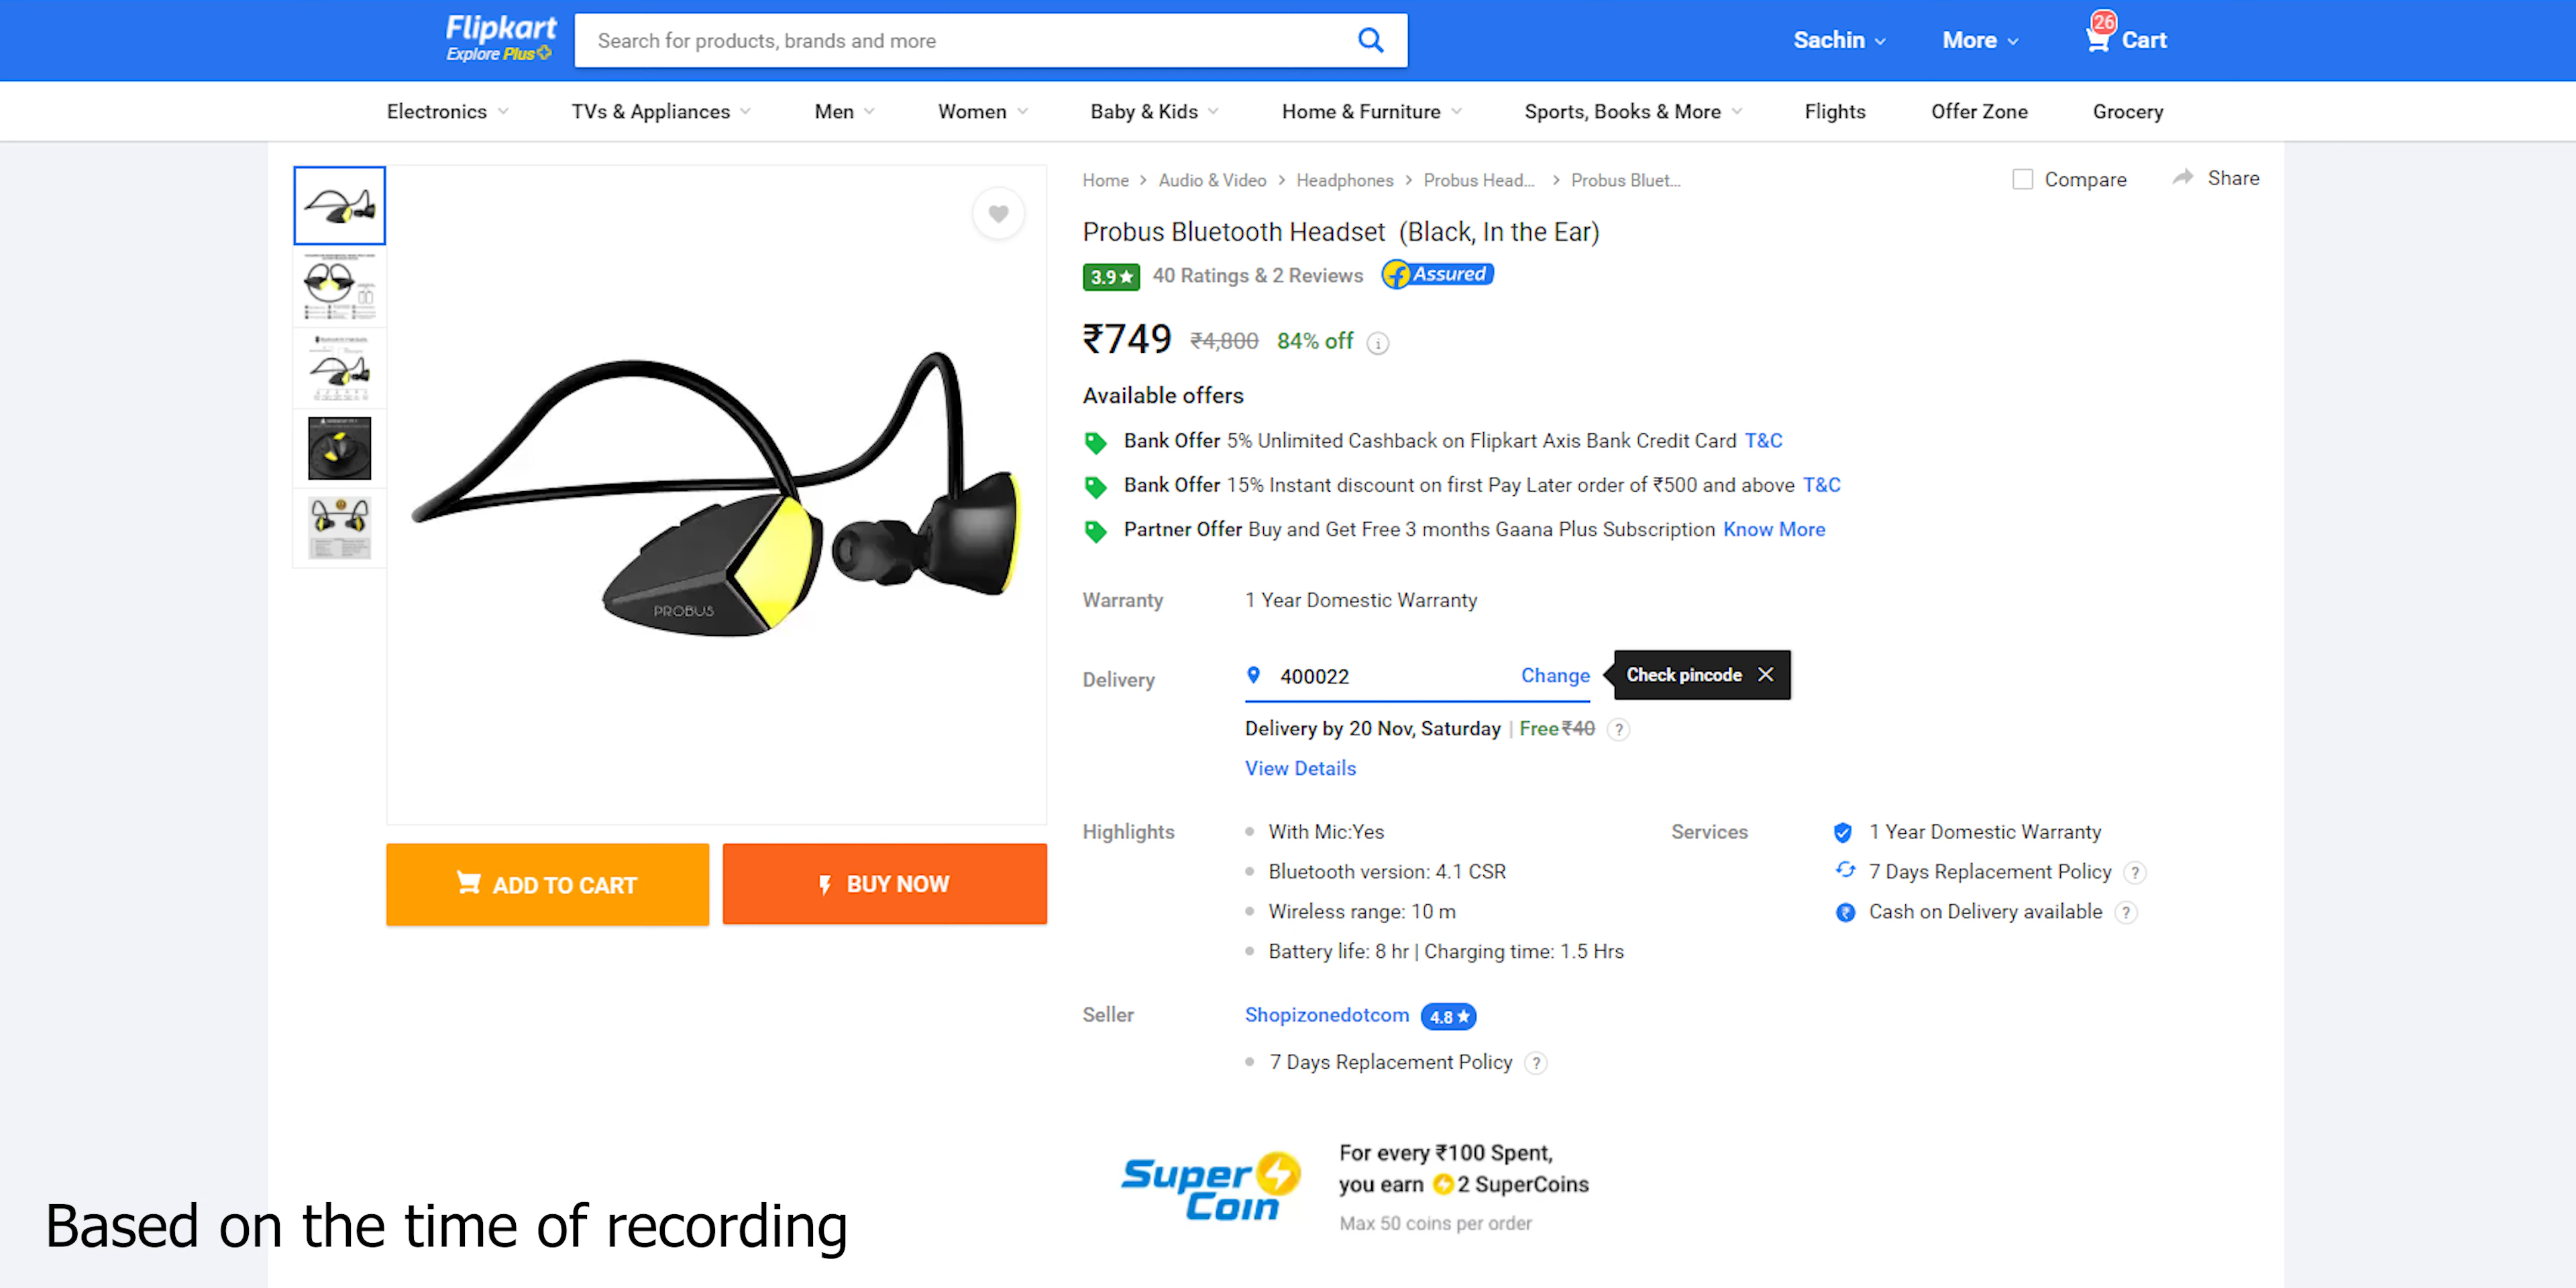 Flipkart
Explore Plus
Search for products, brands and more
Sachin
More
26
Cart
Electronics
TVs & Appliances
Men
Women
Baby & Kids
Home & Furniture
Sports, Books & More
Flights
Offer Zone
Grocery
Home > Audio & Video > Headphones > Probus Head... > Probus Bluet...
Compare
Share
Probus Bluetooth Headset (Black, In the Ear)
3.9★ 40 Ratings & 2 Reviews Assured
₹749 ₹4,800 84% off
Available offers
Bank Offer 5% Unlimited Cashback on Flipkart Axis Bank Credit Card T&C
Bank Offer 15% Instant discount on first Pay Later order of ₹500 and above T&C
Partner Offer Buy and Get Free 3 months Gaana Plus Subscription Know More
PROBUS
Warranty 1 Year Domestic Warranty
Delivery 400022 Change Check pincode
Delivery by 20 Nov, Saturday | Free ₹40 ?
View Details
ADD TO CART
BUY NOW
Highlights
With Mic:Yes
Bluetooth version: 4.1 CSR
Wireless range: 10 m
Battery life: 8 hr | Charging time: 1.5 Hrs
Services
1 Year Domestic Warranty
7 Days Replacement Policy ?
Cash on Delivery available ?
Seller Shopizonedotcom 4.8★
7 Days Replacement Policy ?
Super Coin
For every ₹100 Spent,
you earn 2 SuperCoins
Max 50 coins per order
Based on the time of recording